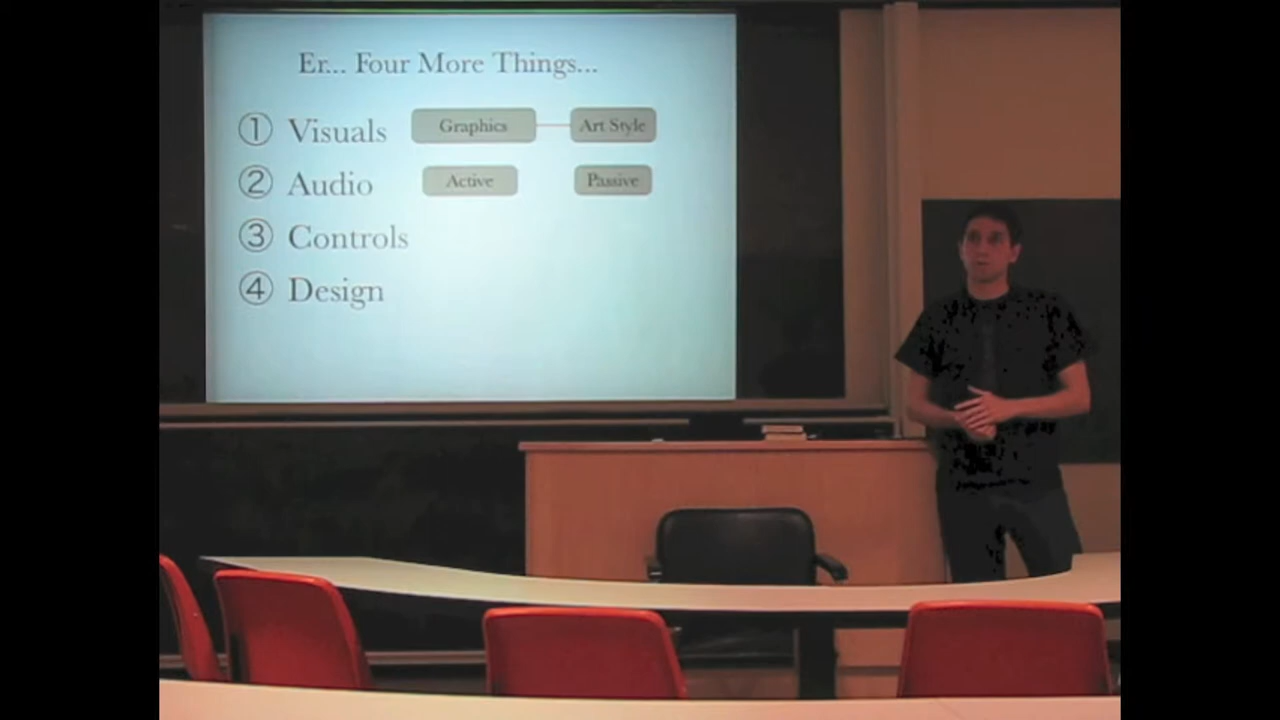 Er... Four More Things...
① Visuals Graphics Art Style
② Audio Active Passive
③ Controls
④ Design